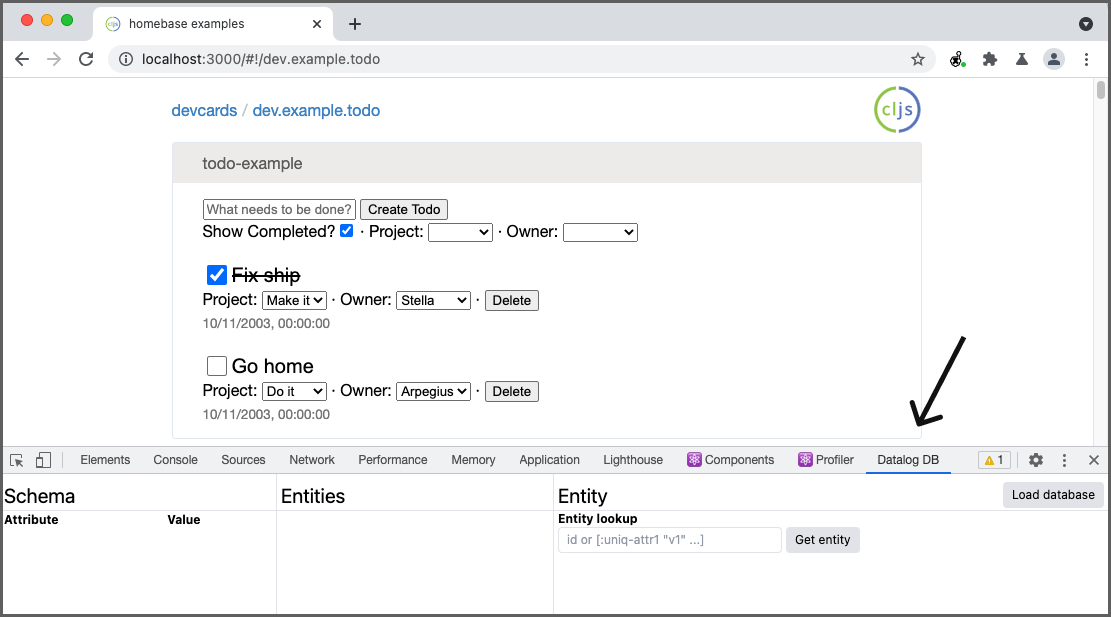 cljs homebase examples
localhost:3000/#!/dev.example.todo
devcards / dev.example.todo
cljs
todo-example
What needs to be done? Create Todo
Show Completed? · Project: · Owner:
Fix ship
Project: Make it · Owner: Stella · Delete
10/11/2003, 00:00:00
Go home
Project: Do it · Owner: Arpegius · Delete
10/11/2003, 00:00:00
Elements Console Sources Network Performance Memory Application Lighthouse Components Profiler Datalog DB 1
Schema Entities Entity Load database
Attribute Value Entity lookup
id or [:uniq-attr1 "v1" ...] Get entity